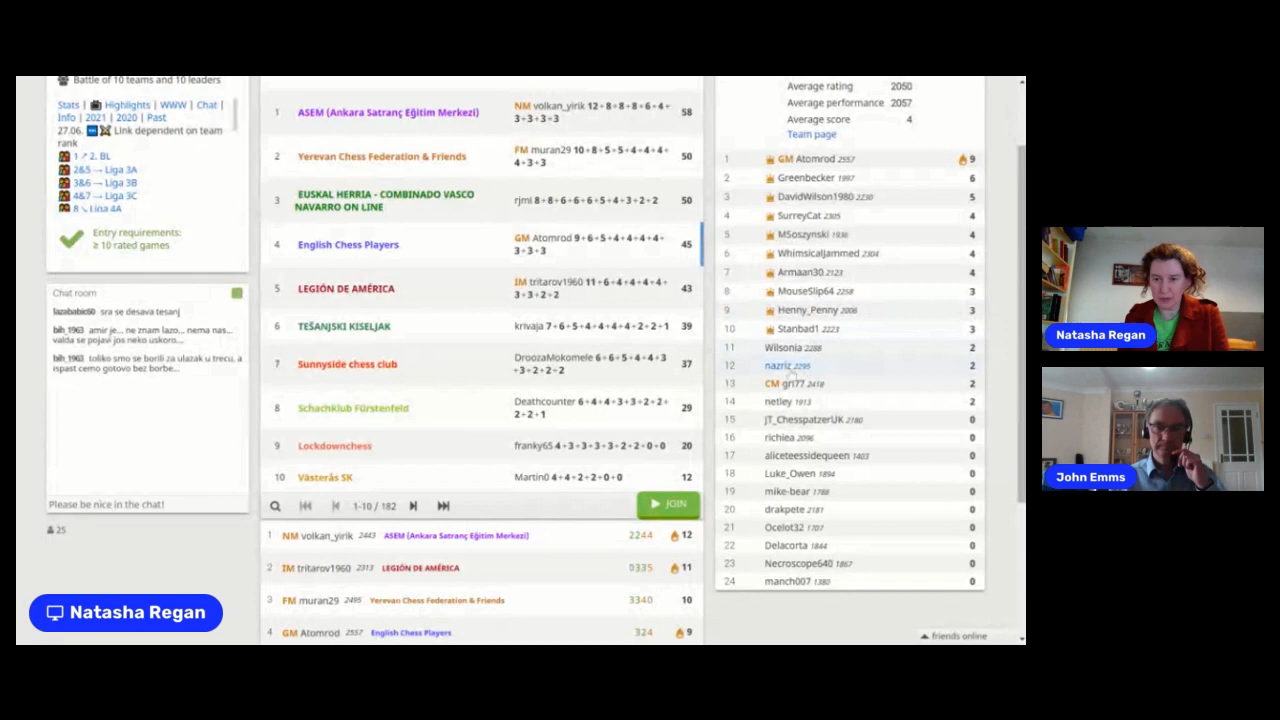 Battle of 10 teams and 10 leaders
Stats | Highlights | WWW | Chat |
Info | 2021 | 2020 | Past
27.06. Link dependent on team
rank
1 ↗ 2. BL
2&5 → Liga 3A
3&6 → Liga 3B
4&7 → Liga 3C
8 ↘ Liga 4A
Entry requirements:
≥ 10 rated games
Chat room
lazababic60 sra se desava tesanj
bih_1963 amir je... ne znam lazo... nema nas...
valda se pojavi jos neko uskoro...
bih_1963 toliko smo se borili za ulazak u trecu, a
ispast cemo gotovo bez borbe...
Please be nice in the chat!
25
1 ASEM (Ankara Satranç Eğitim Merkezi) NM volkan_yirik 12+8+8+8+6+4+ 58
3+3+3+3
2 Yerevan Chess Federation & Friends FM muran29 10+8+5+5+4+4+4+ 50
4+3+3
3 EUSKAL HERRIA - COMBINADO VASCO
NAVARRO ON LINE rjml 8+8+6+6+6+5+4+3+2+2 50
4 English Chess Players GM Atomrod 9+6+5+4+4+4+4+ 45
3+3+3
5 LEGIÓN DE AMÉRICA IM tritarov1960 11+6+4+4+4+4+ 43
3+3+2+2
6 TEŠANJSKI KISELJAK krivaja 7+6+5+4+4+4+4+2+2+1 39
7 Sunnyside chess club DroozaMokomele 6+6+5+4+4+3 37
+3+2+2+2
8 Schachklub Fürstenfeld Deathcounter 6+4+4+3+3+2+2+ 29
2+2+1
9 Lockdownchess franky65 4+3+3+3+3+2+2+0+0 20
10 Västerås SK Martin0 4+4+2+2+0+0 12
1-10 / 182 JOIN
1 NM volkan_yirik 2443 ASEM (Ankara Satranç Eğitim Merkezi) 2244 12
2 IM tritarov1960 2313 LEGIÓN DE AMÉRICA 0335 11
3 FM muran29 2495 Yerevan Chess Federation & Friends 3340 10
4 GM Atomrod 2557 English Chess Players 324 9
Average rating 2050
Average performance 2057
Average score 4
Team page
1 GM Atomrod 2557 9
2 Greenbecker 1997 6
3 DavidWilson1980 2230 5
4 SurreyCat 2305 4
5 MSoszynski 1936 4
6 WhimsicalJammed 2304 4
7 Armaan30 2123 4
8 MouseSlip64 2258 3
9 Henny_Penny 2006 3
10 Stanbad1 2223 3
11 Wilsonia 2288 2
12 nazriz 2295 2
13 CM gri77 2418 2
14 netley 1913 2
15 JT_ChesspatzerUK 2180 0
16 richiea 2096 0
17 aliceteessidequeen 1403 0
18 Luke_Owen 1894 0
19 mike-bear 1788 0
20 drakpete 2181 0
21 Ocelot32 1707 0
22 Delacorta 1844 0
23 Necroscope640 1867 0
24 manch007 1380 0
friends online
Natasha Regan
Natasha Regan
John Emms